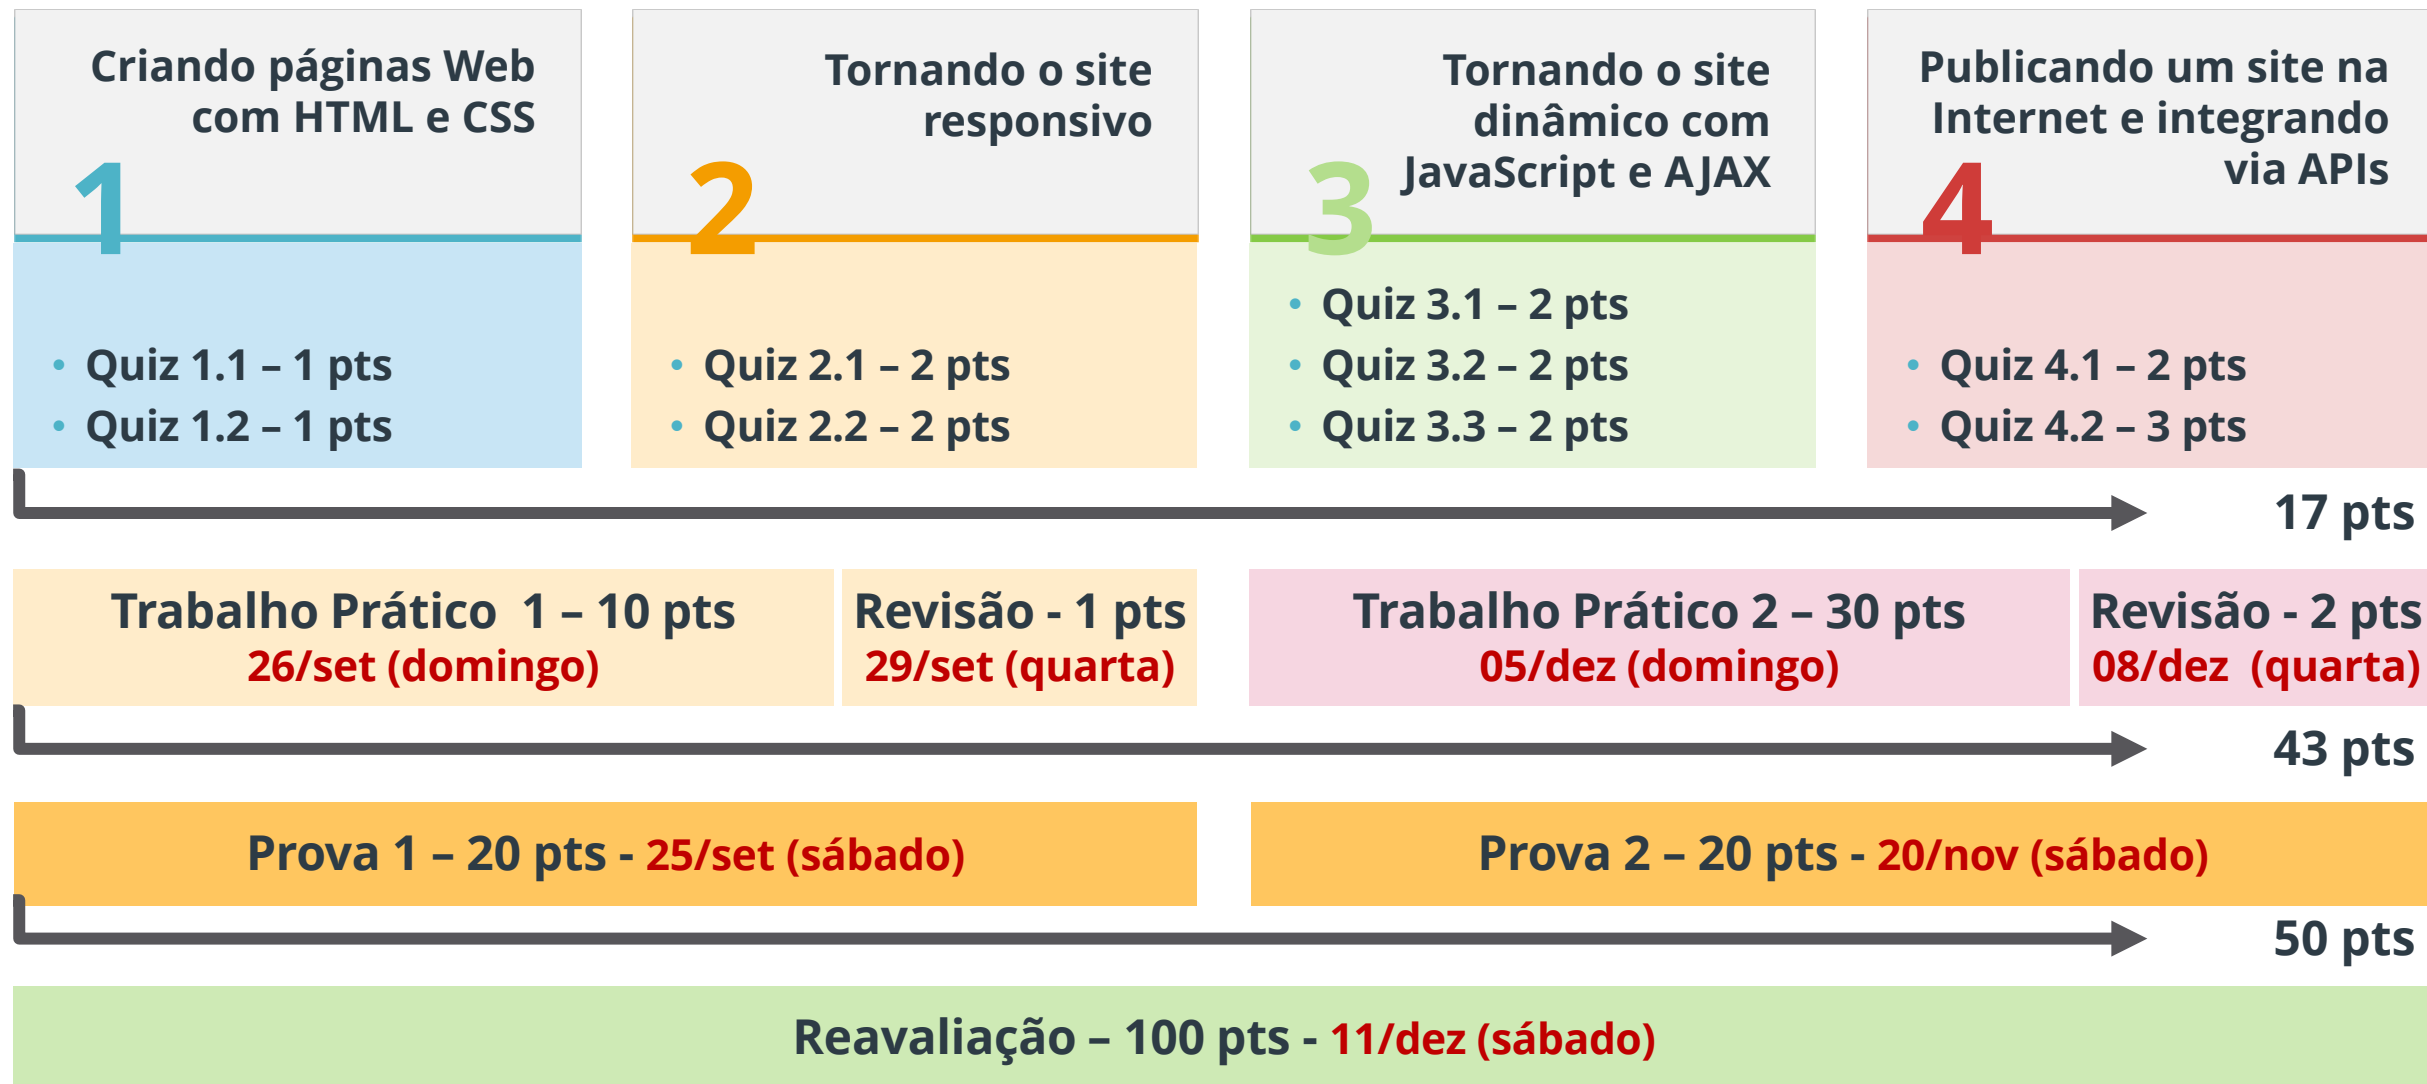 Criando páginas Web
com HTML e CSS
1
• Quiz 1.1 – 1 pts
• Quiz 1.2 – 1 pts
Tornando o site
responsivo
2
• Quiz 2.1 – 2 pts
• Quiz 2.2 – 2 pts
Tornando o site
dinâmico com
JavaScript e AJAX
3
• Quiz 3.1 – 2 pts
• Quiz 3.2 – 2 pts
• Quiz 3.3 – 2 pts
Publicando um site na
Internet e integrando
via APIs
4
• Quiz 4.1 – 2 pts
• Quiz 4.2 – 3 pts
17 pts
Trabalho Prático 1 – 10 pts
26/set (domingo)
Revisão - 1 pts
29/set (quarta)
Trabalho Prático 2 – 30 pts
05/dez (domingo)
Revisão - 2 pts
08/dez (quarta)
43 pts
Prova 1 – 20 pts - 25/set (sábado)
Prova 2 – 20 pts - 20/nov (sábado)
50 pts
Reavaliação – 100 pts - 11/dez (sábado)